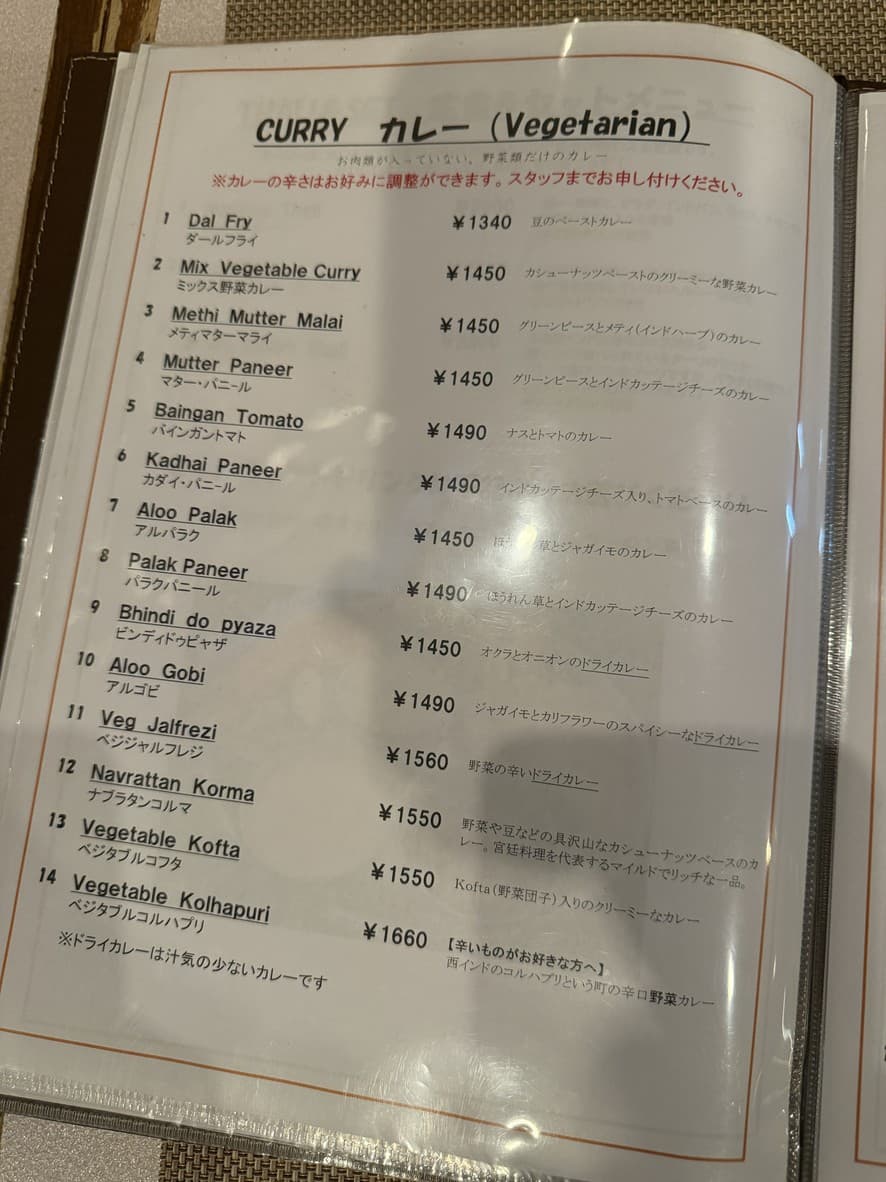 CURRY カレー (Vegetarian)
お肉類が入っていない。野菜類だけのカレー
※カレーの辛さはお好みに調整ができます。スタッフまでお申し付けください。
1 Dal Fry ¥1340 豆のペーストカレー
ダールフライ
2 Mix Vegetable Curry ¥1450 カシューナッツペーストのクリーミーな野菜カレー
ミックス野菜カレー
3 Methi Mutter Malai ¥1450 グリーンピースとメティ(インドハーブ)のカレー
メティマターマライ
4 Mutter Paneer ¥1450 グリーンピースとインドカッテージチーズのカレー
マター・パニール
5 Baingan Tomato ¥1490 ナスとトマトのカレー
バインガントマト
6 Kadhai Paneer ¥1490 インドカッテージチーズ入り、トマトベースのカレー
カダイ・パニール
7 Aloo Palak ¥1450 ほうれん草とジャガイモのカレー
アルパラク
8 Palak Paneer ¥1490 ほうれん草とインドカッテージチーズのカレー
パラクパニール
9 Bhindi do pyaza ¥1450 オクラとオニオンのドライカレー
ビンディドゥピャザ
10 Aloo Gobi ¥1490 ジャガイモとカリフラワーのスパイシーなドライカレー
アルゴビ
11 Veg Jalfrezi ¥1560 野菜の辛いドライカレー
ベジジャルフレジ
12 Navrattan Korma ¥1550 野菜や豆などの具沢山なカシューナッツベースのカ
レー。宮廷料理を代表するマイルドでリッチな一品。
ナブラタンコルマ
13 Vegetable Kofta ¥1550 Kofta(野菜団子)入りのクリーミーなカレー
ベジタブルコフタ
14 Vegetable Kolhapuri ¥1660 【辛いものがお好きな方へ】
ベジタブルコルハプリ 西インドのコルハプリという町の辛口野菜カレー
※ドライカレーは汁気の少ないカレーです